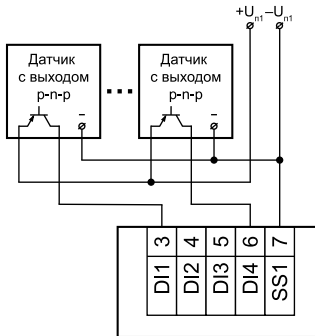 +Uп1 –Uп1
Датчик
с выходом
p-n-p
–
Датчик
с выходом
p-n-p
–
3 4 5 6 7
DI1 DI2 DI3 DI4 SS1